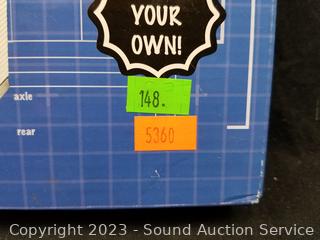 YOUR
OWN!
148.
axle
5360
rear
Copyright © 2023 - Sound Auction Service